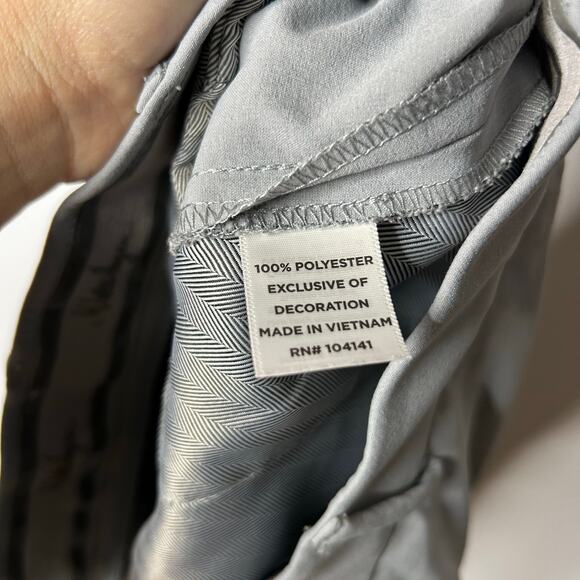 100% POLYESTER
EXCLUSIVE OF
DECORATION
MADE IN VIETNAM
RN# 104141